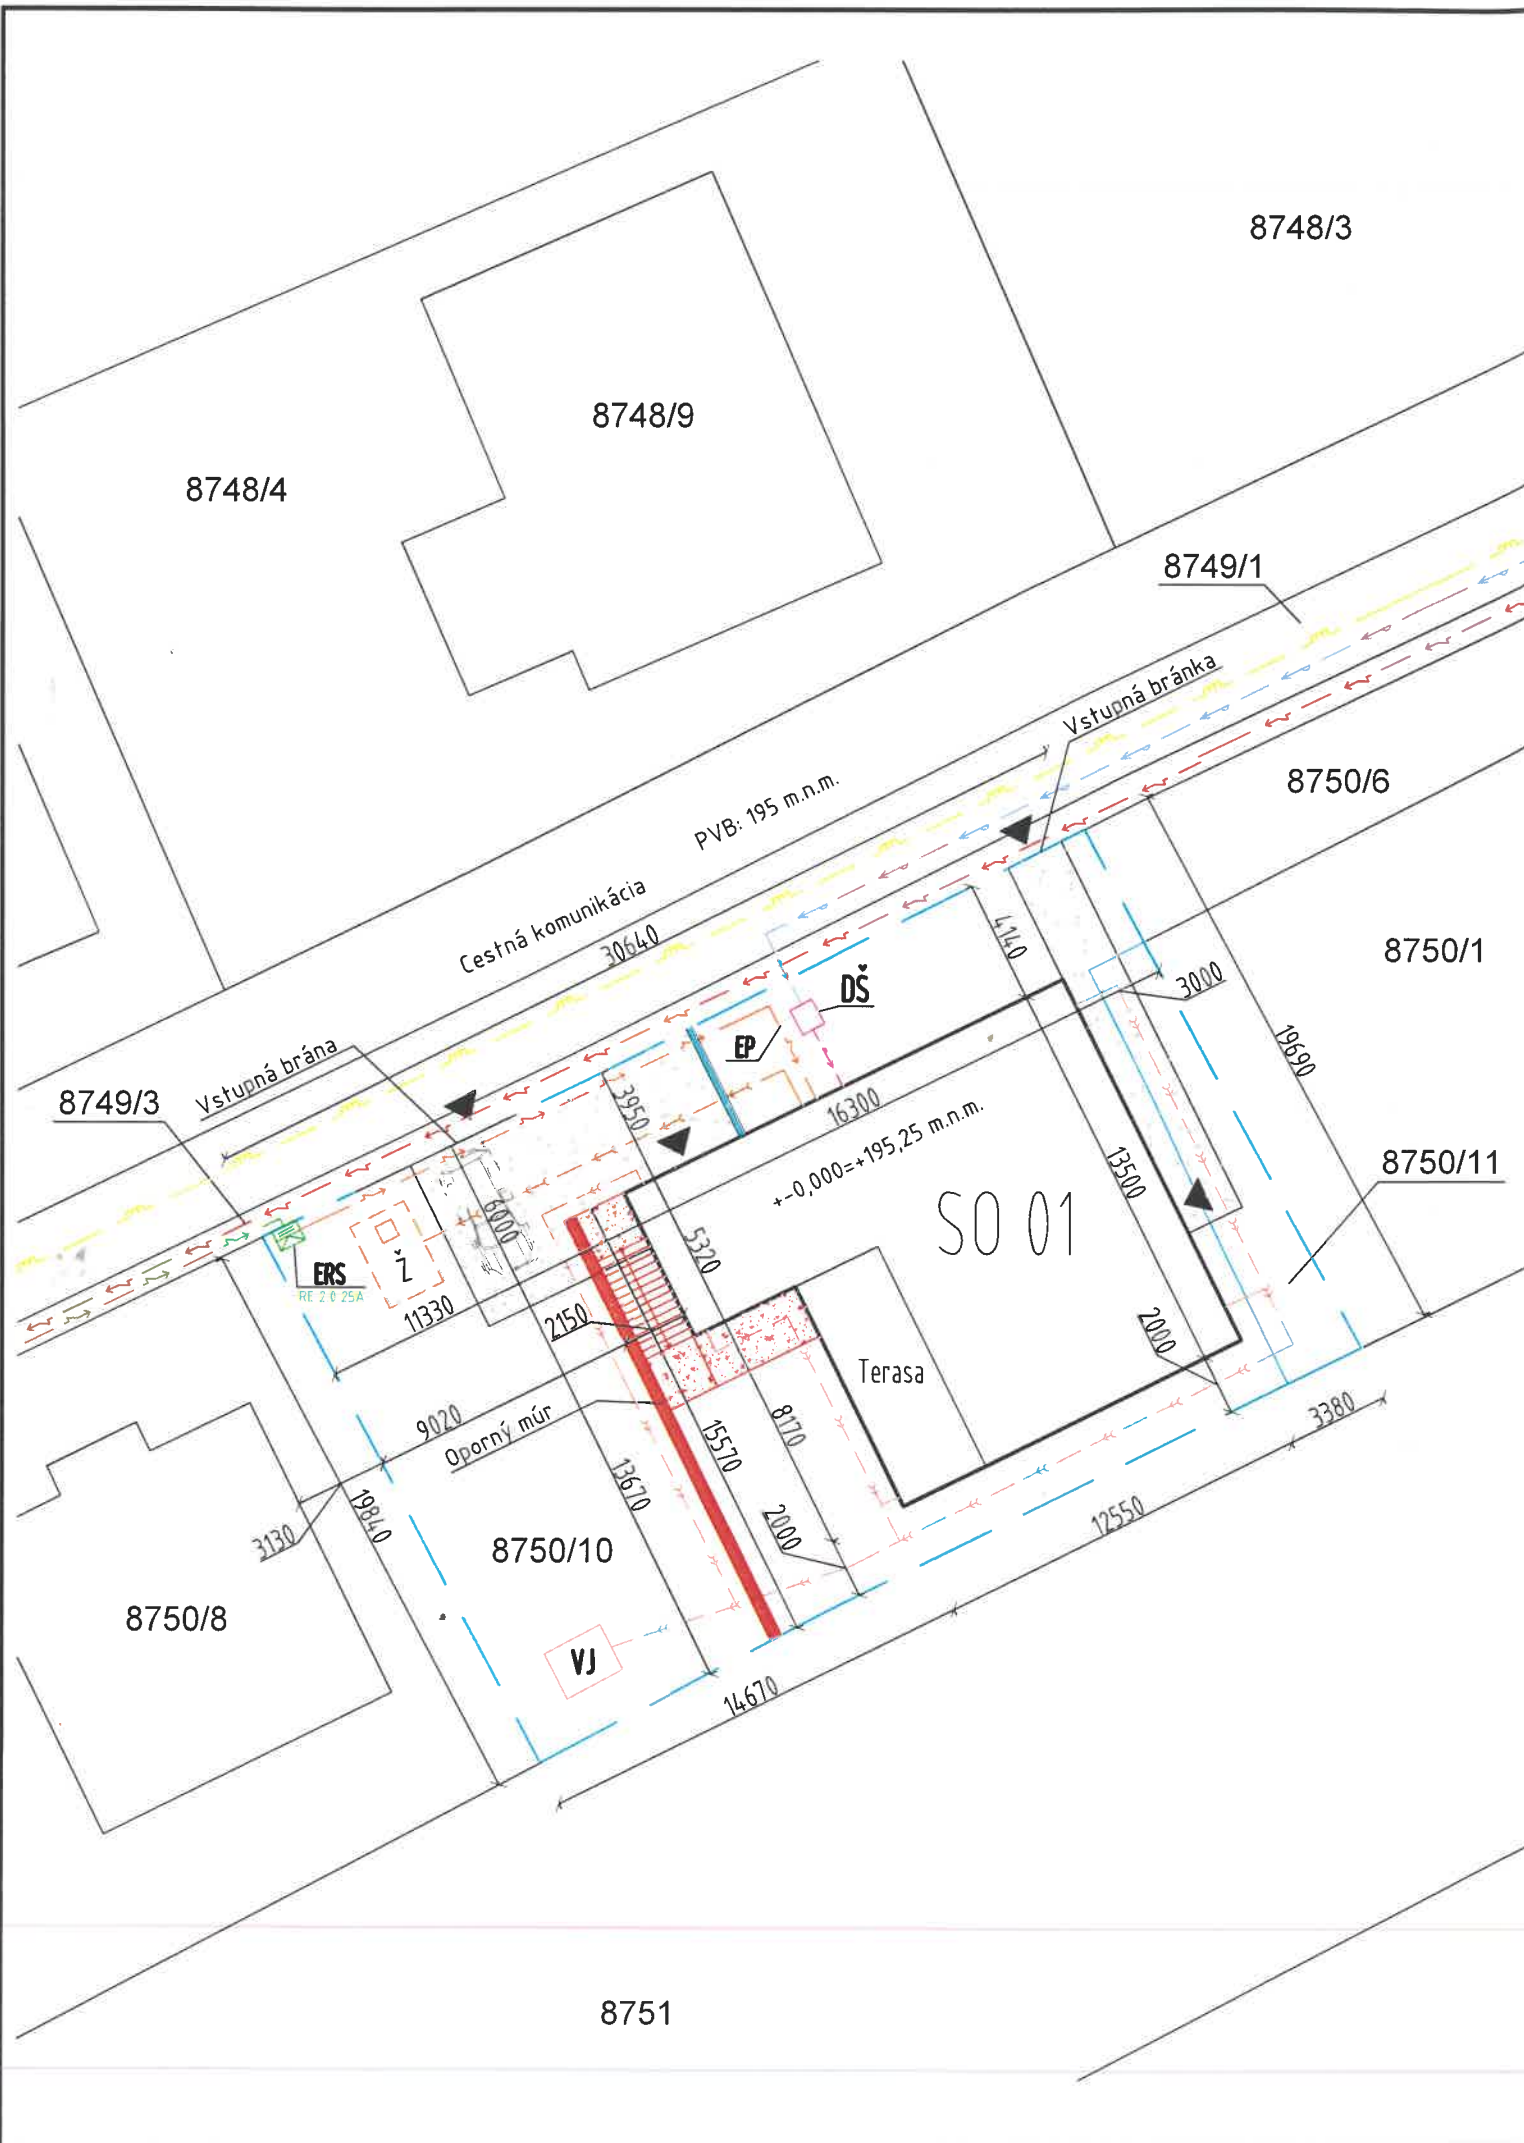 8748/3
8748/9
8748/4
8749/1
Vstupná bránka
8750/6
PVB: 195 m.n.m.
Cestná komunikácia
30640
4140
8750/1
3000
DŠ
EP
19690
Vstupná brána
8749/3
3950
16300
+-0,000=+195,25 m.n.m.
13500
8750/11
SO 01
6000
5320
ERS
RE 2.0 25A
Ž
11330
2150
2000
Terasa
9020
Oporný múr
8170
3380
15570
13670
12550
2000
19840
3130
8750/10
8750/8
VJ
14670
8751